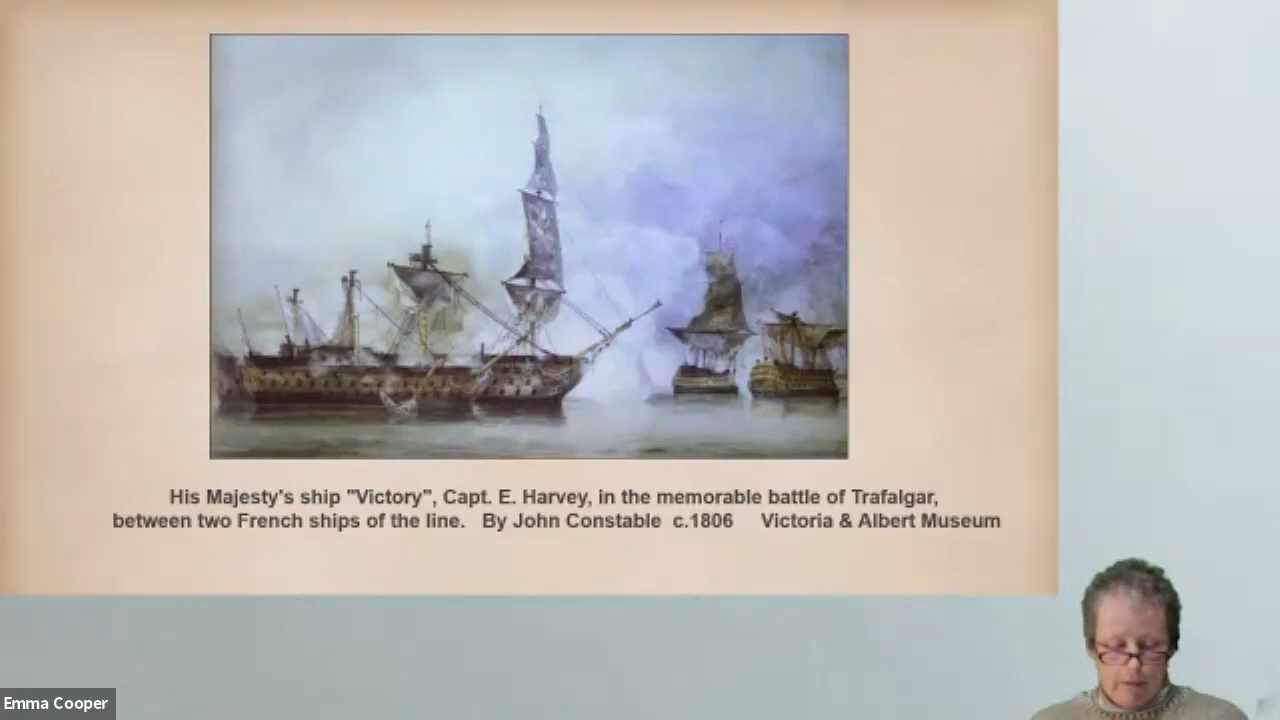 His Majesty's ship "Victory", Capt. E. Harvey, in the memorable battle of Trafalgar,
between two French ships of the line. By John Constable c.1806 Victoria & Albert Museum
Emma Cooper